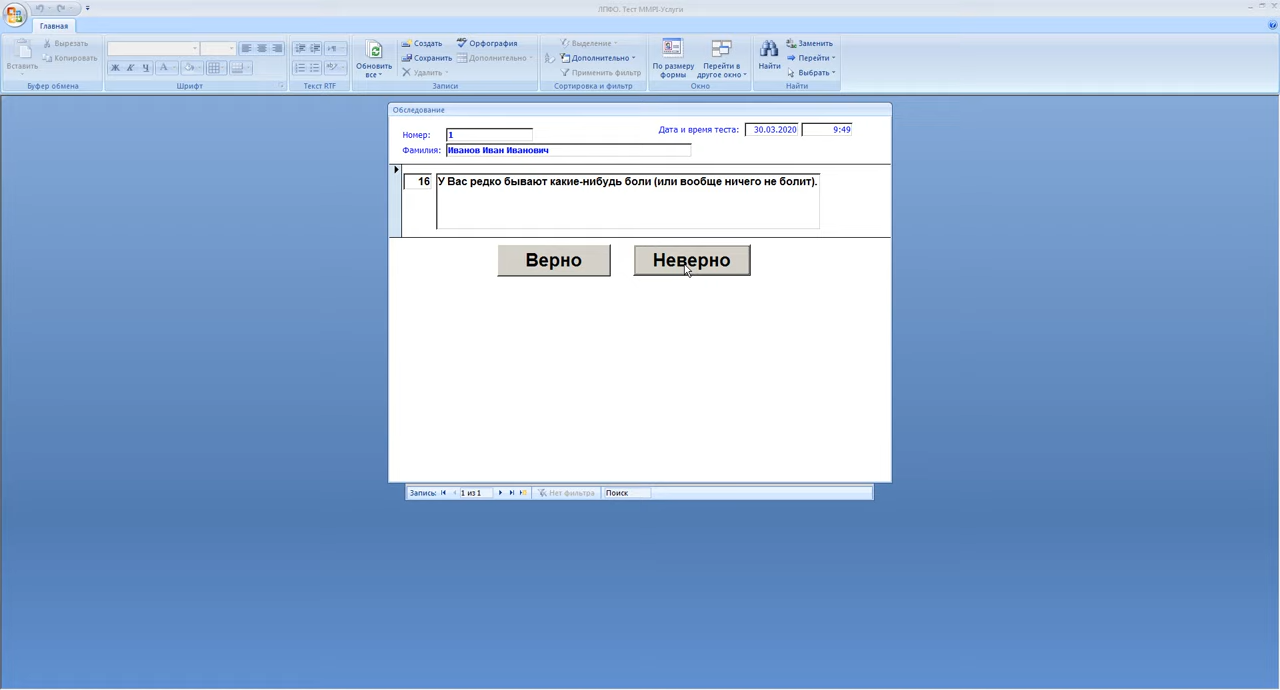 ЛПФО. Тест MMPI-Услуги
Главная
Вставить
Вырезать
Копировать
Буфер обмена
Ж К Ч
Шрифт
Текст RTF
Обновить все
Создать
Сохранить
Удалить
Орфография
Дополнительно
Записи
Выделение
Дополнительно
Применить фильтр
Сортировка и фильтр
По размеру формы
Перейти в другое окно
Окно
Найти
Заменить
Перейти
Выбрать
Найти
Обследование
Номер: 1
Дата и время теста: 30.03.2020 9:49
Фамилия: Иванов Иван Иванович
16 У Вас редко бывают какие-нибудь боли (или вообще ничего не болит).
Верно Неверно
Запись: 1 из 1 Нет фильтра Поиск